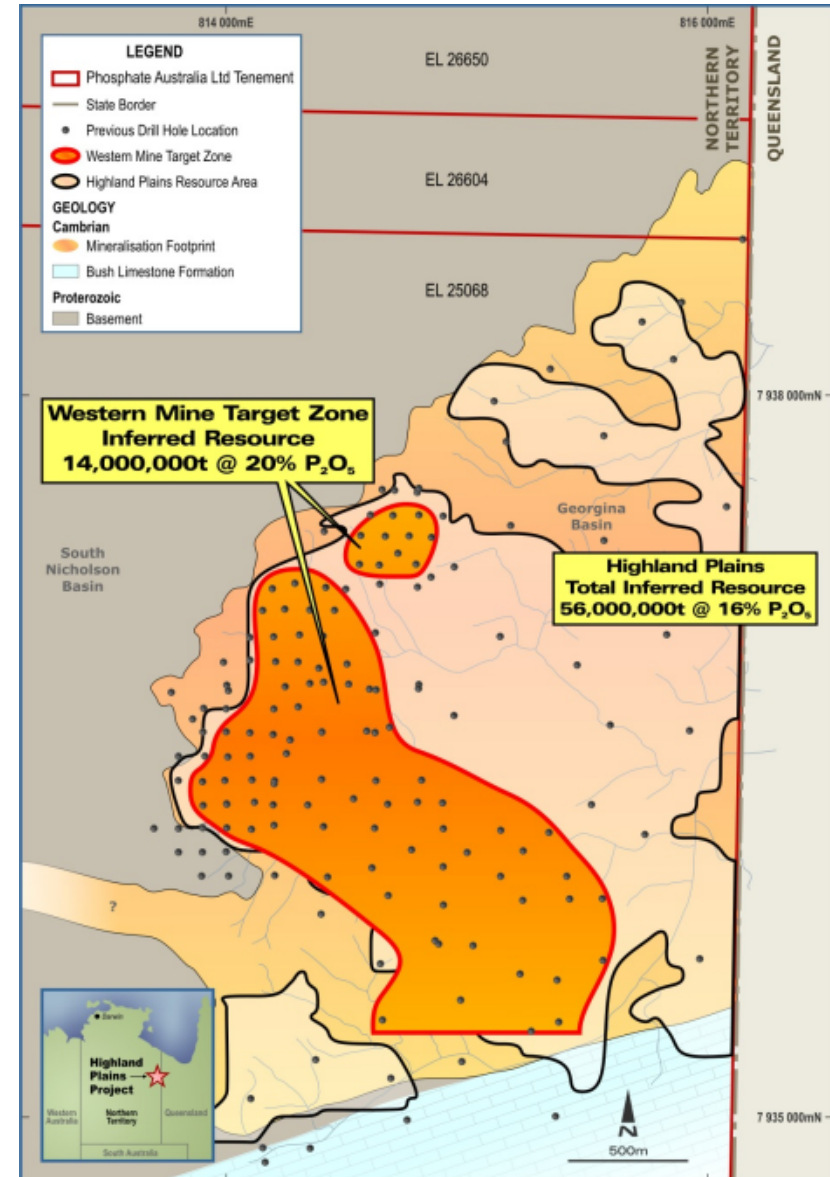 814 000mE
816 000mE
LEGEND
Phosphate Australia Ltd Tenement
State Border
Previous Drill Hole Location
Western Mine Target Zone
Highland Plains Resource Area
GEOLOGY
Cambrian
Mineralisation Footprint
Bush Limestone Formation
Proterozoic
Basement
EL 26650
NORTHERN
TERRITORY
QUEENSLAND
EL 26604
EL 25068
7 938 000mN
Western Mine Target Zone
Inferred Resource
14,000,000t @ 20% P₂O₅
Georgina
Basin
South
Nicholson
Basin
Highland Plains
Total Inferred Resource
56,000,000t @ 16% P₂O₅
?
Darwin
Highland
Plains
Project
Western
Australia
Northern
Territory
Queensland
South Australia
N
500m
7 935 000mN